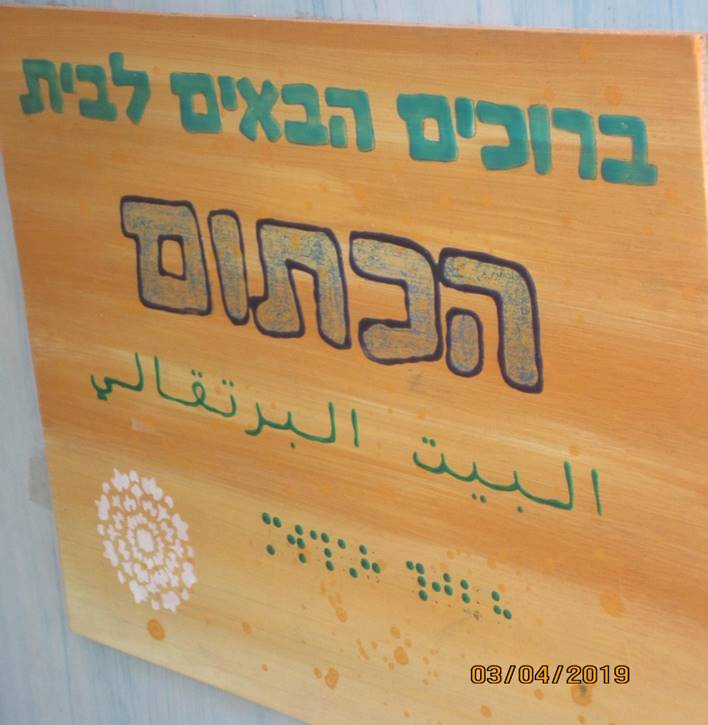 ברוכים הבאים לבית
הכתום
البيت البرتقالي
03/04/2019